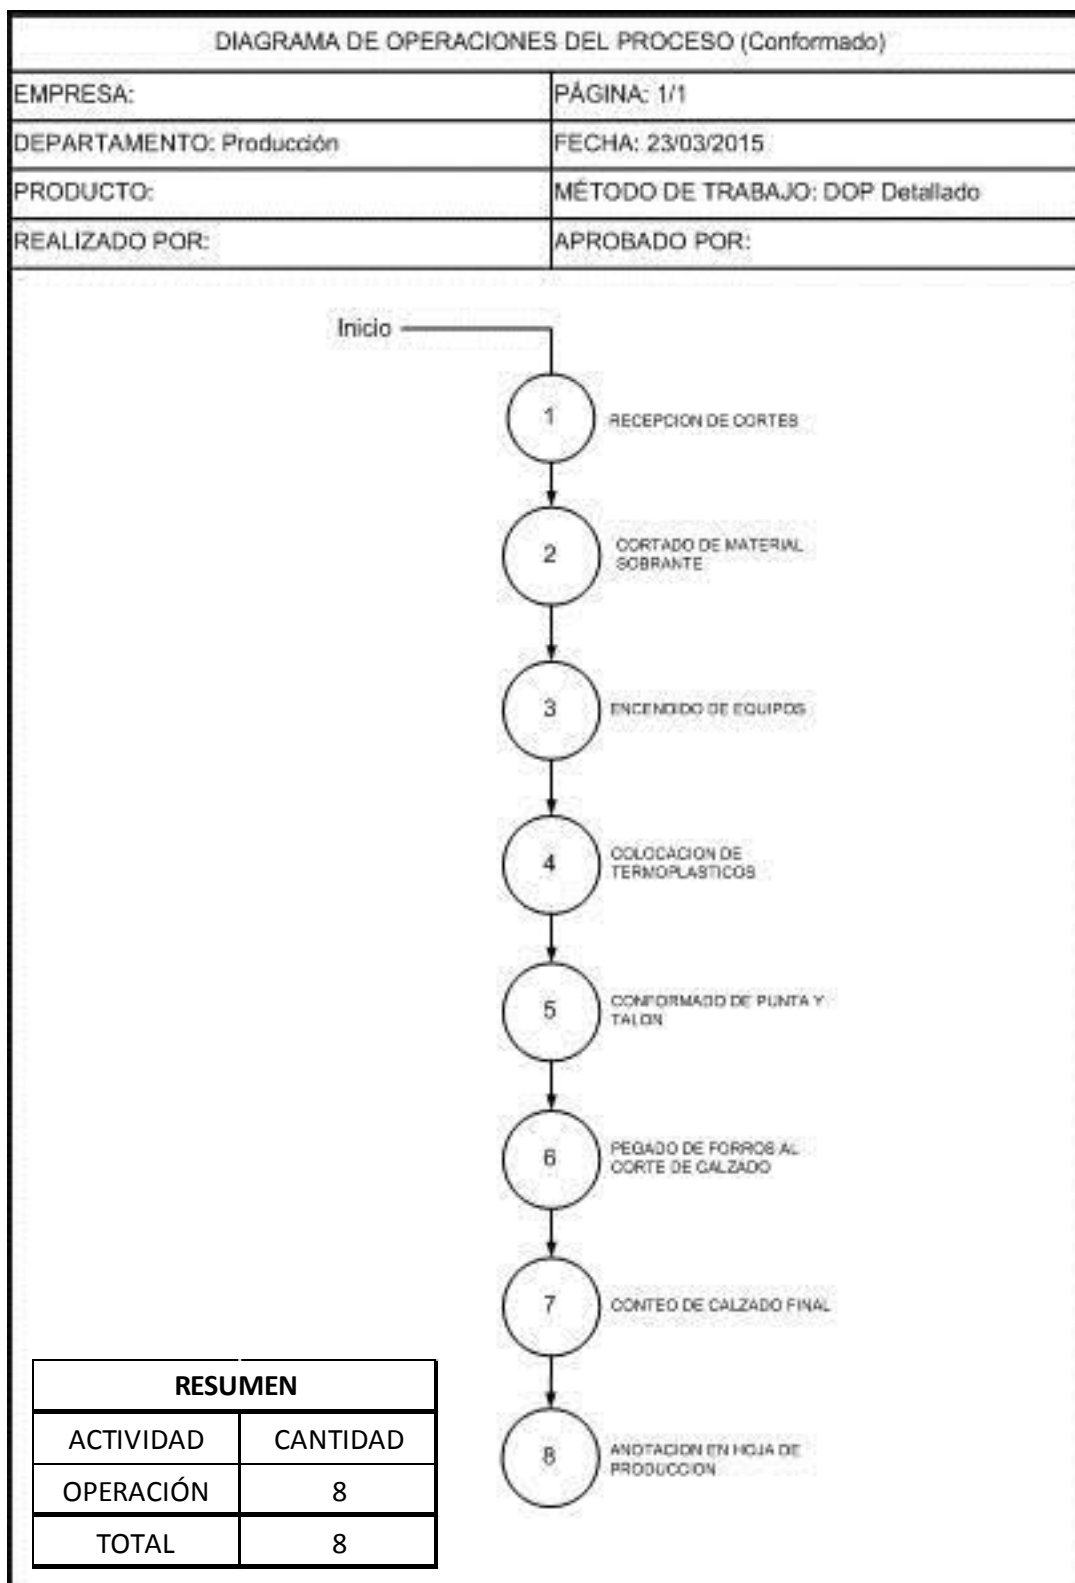 DIAGRAMA DE OPERACIONES DEL PROCESO (Conformado)
EMPRESA:
PÁGINA: 1/1
DEPARTAMENTO: Producción
FECHA: 23/03/2015
PRODUCTO:
MÉTODO DE TRABAJO: DOP Detallado
REALIZADO POR:
APROBADO POR:
Inicio
1
RECEPCION DE CORTES
2
CORTADO DE MATERIAL
SOBRANTE
3
ENCENDIDO DE EQUIPOS
4
COLOCACION DE
TERMOPLASTICOS
5
CONFORMADO DE PUNTA Y
TALON
6
PEGADO DE FORROS AL
CORTE DE CALZADO
7
CONTEO DE CALZADO FINAL
8
ANOTACION EN HOJA DE
PRODUCCION
RESUMEN
ACTIVIDAD CANTIDAD
OPERACIÓN 8
TOTAL 8